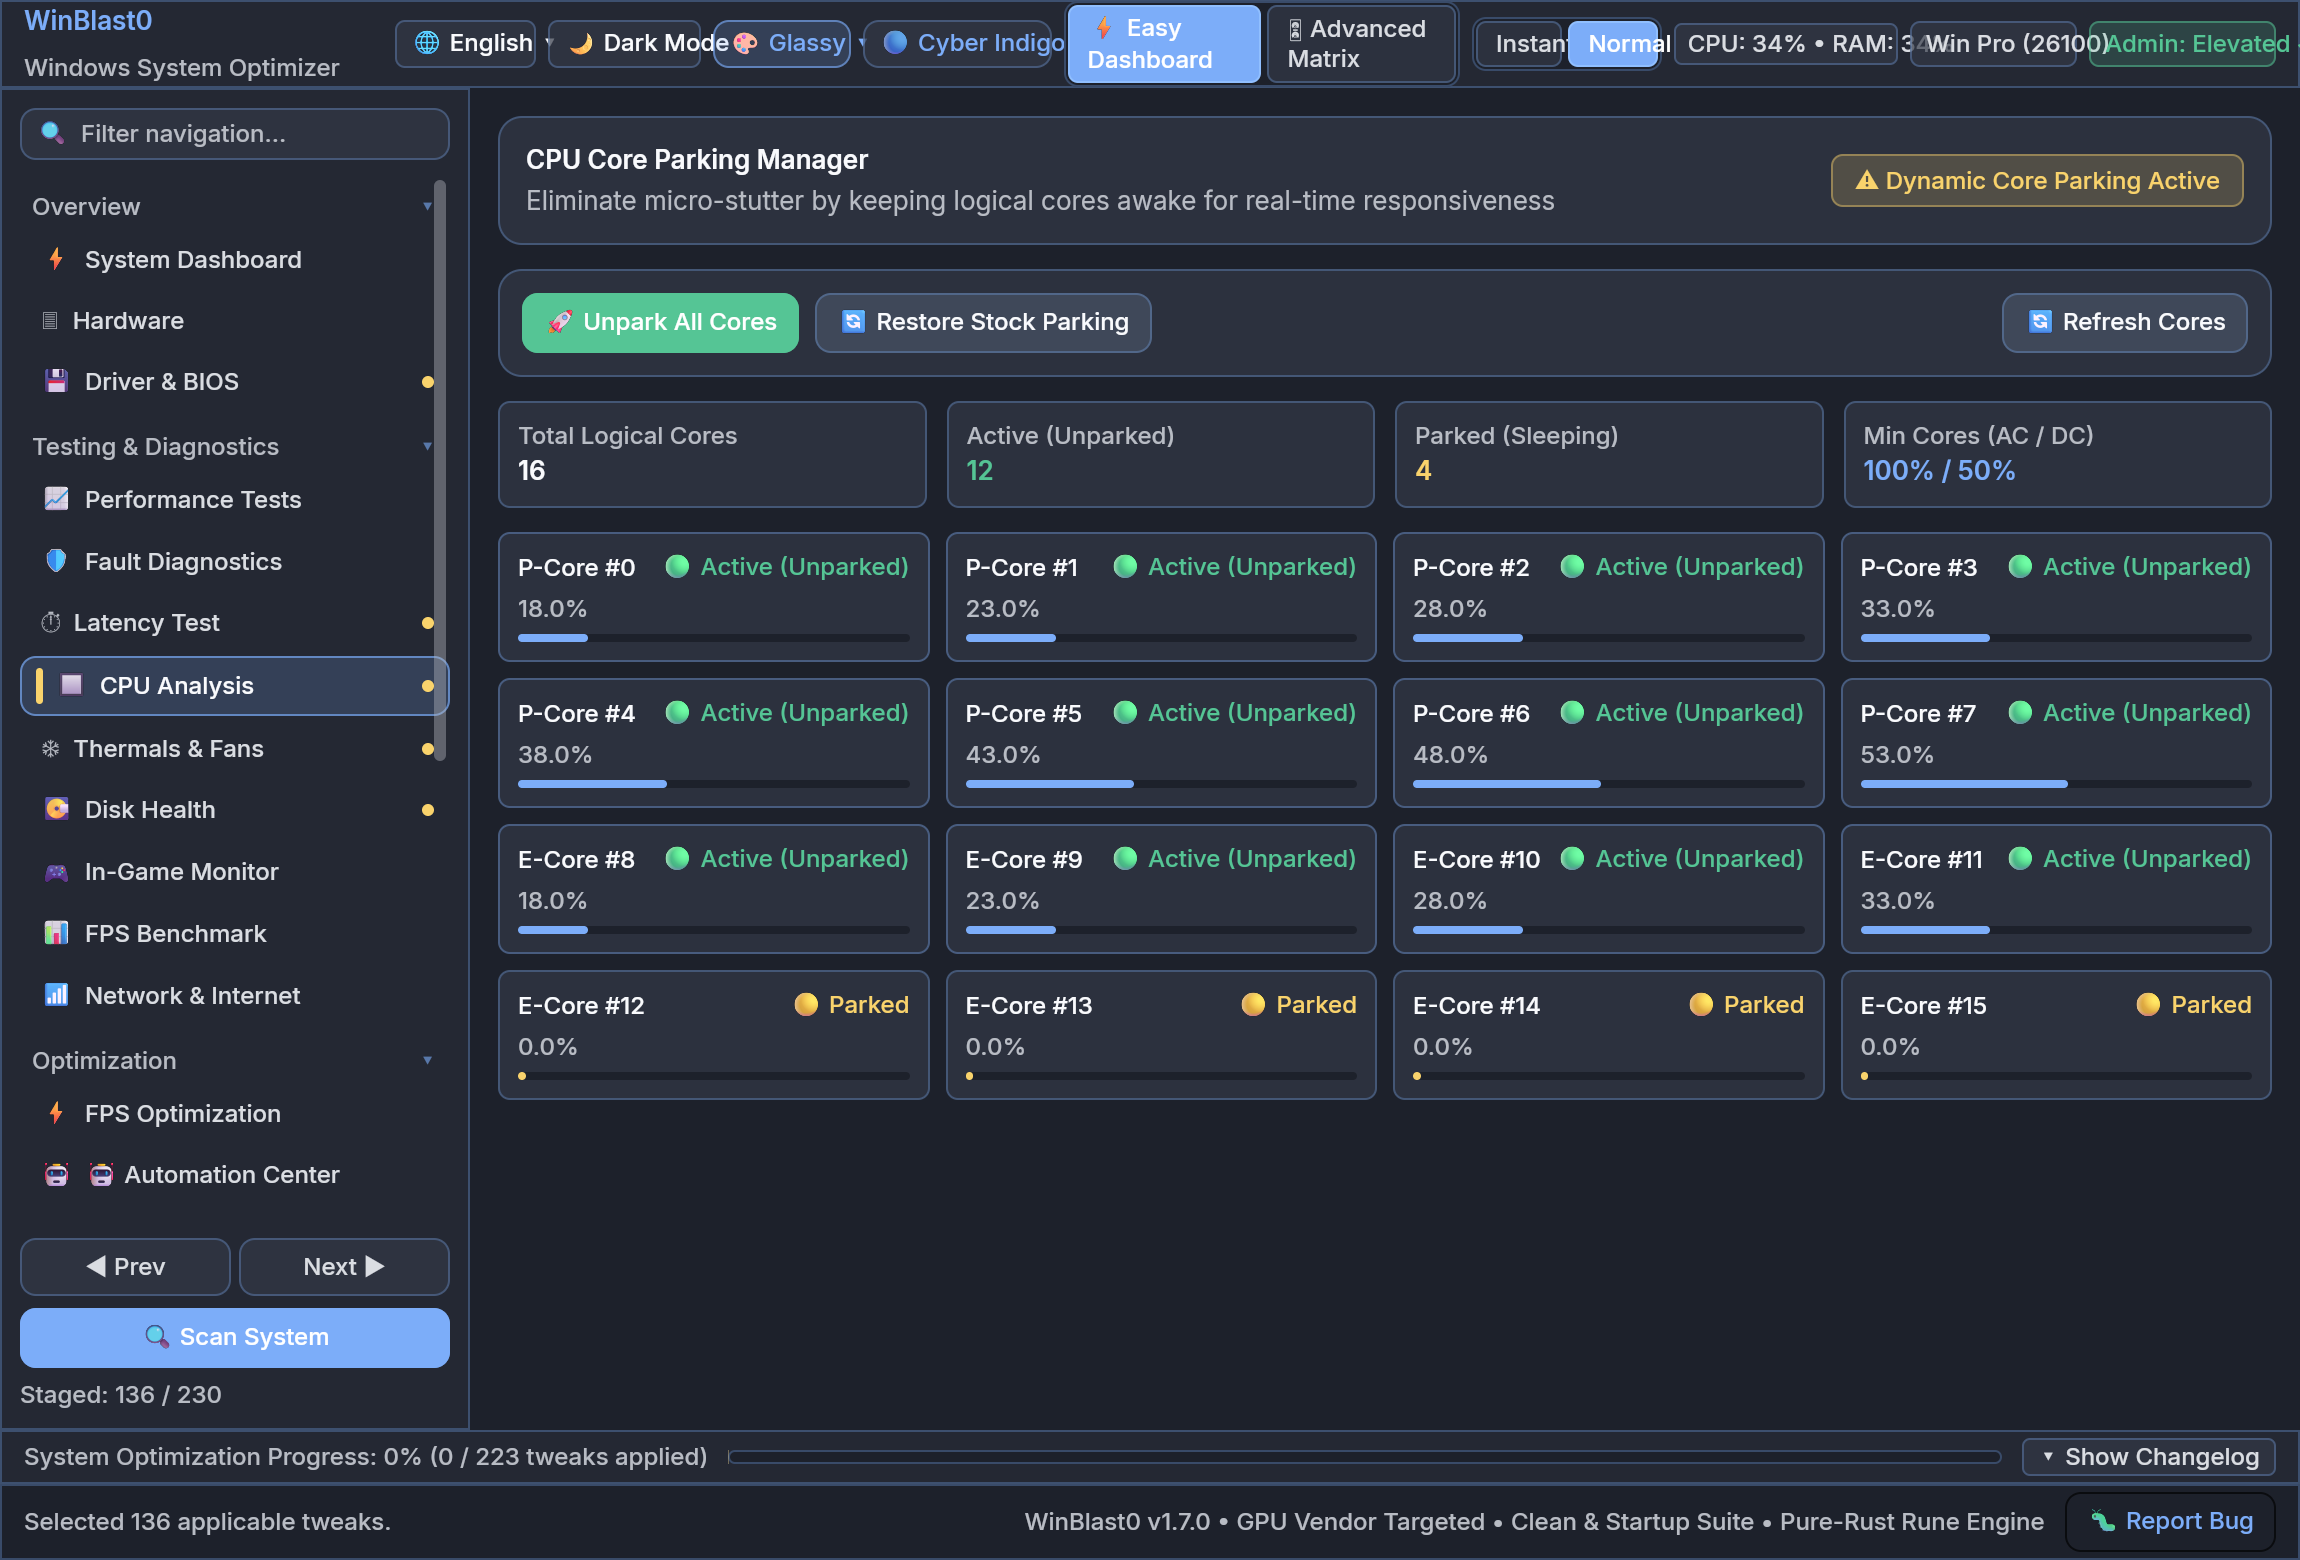 WinBlast0
Windows System Optimizer
English
Dark Mode
Glassy
Cyber Indigo
Easy Dashboard
Advanced Matrix
Instant
Normal
CPU: 34% • RAM:
Win Pro (26100)
Admin: Elevated
Filter navigation...
Overview
System Dashboard
Hardware
Driver & BIOS
Testing & Diagnostics
Performance Tests
Fault Diagnostics
Latency Test
CPU Analysis
Thermals & Fans
Disk Health
In-Game Monitor
FPS Benchmark
Network & Internet
Optimization
FPS Optimization
Automation Center
◀ Prev
Next ▶
Scan System
Staged: 136 / 230
CPU Core Parking Manager
Eliminate micro-stutter by keeping logical cores awake for real-time responsiveness
⚠ Dynamic Core Parking Active
Unpark All Cores
Restore Stock Parking
Refresh Cores
Total Logical Cores
16
Active (Unparked)
12
Parked (Sleeping)
4
Min Cores (AC / DC)
100% / 50%
P-Core #0 Active (Unparked)
18.0%
P-Core #1 Active (Unparked)
23.0%
P-Core #2 Active (Unparked)
28.0%
P-Core #3 Active (Unparked)
33.0%
P-Core #4 Active (Unparked)
38.0%
P-Core #5 Active (Unparked)
43.0%
P-Core #6 Active (Unparked)
48.0%
P-Core #7 Active (Unparked)
53.0%
E-Core #8 Active (Unparked)
18.0%
E-Core #9 Active (Unparked)
23.0%
E-Core #10 Active (Unparked)
28.0%
E-Core #11 Active (Unparked)
33.0%
E-Core #12 Parked
0.0%
E-Core #13 Parked
0.0%
E-Core #14 Parked
0.0%
E-Core #15 Parked
0.0%
System Optimization Progress: 0% (0 / 223 tweaks applied)
▼ Show Changelog
Selected 136 applicable tweaks.
WinBlast0 v1.7.0 • GPU Vendor Targeted • Clean & Startup Suite • Pure-Rust Rune Engine
Report Bug